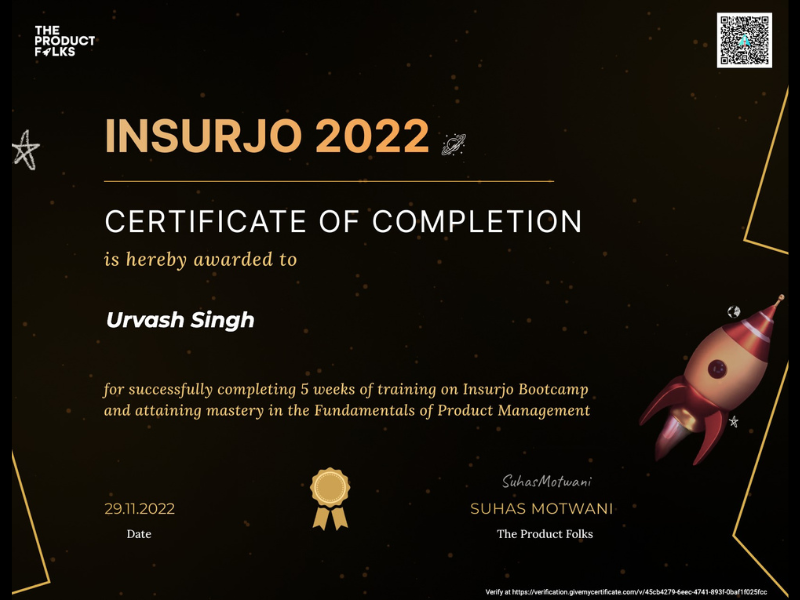 THE
PRODUCT
FOLKS
INSURJO 2022
CERTIFICATE OF COMPLETION
is hereby awarded to
Urvash Singh
for successfully completing 5 weeks of training on Insurjo Bootcamp
and attaining mastery in the Fundamentals of Product Management
SuhasMotwani
29.11.2022
SUHAS MOTWANI
Date
The Product Folks
Verify at https://verification.givemycertificate.com/v/45cb4279-6eec-4741-893f-0baf1f025fcc